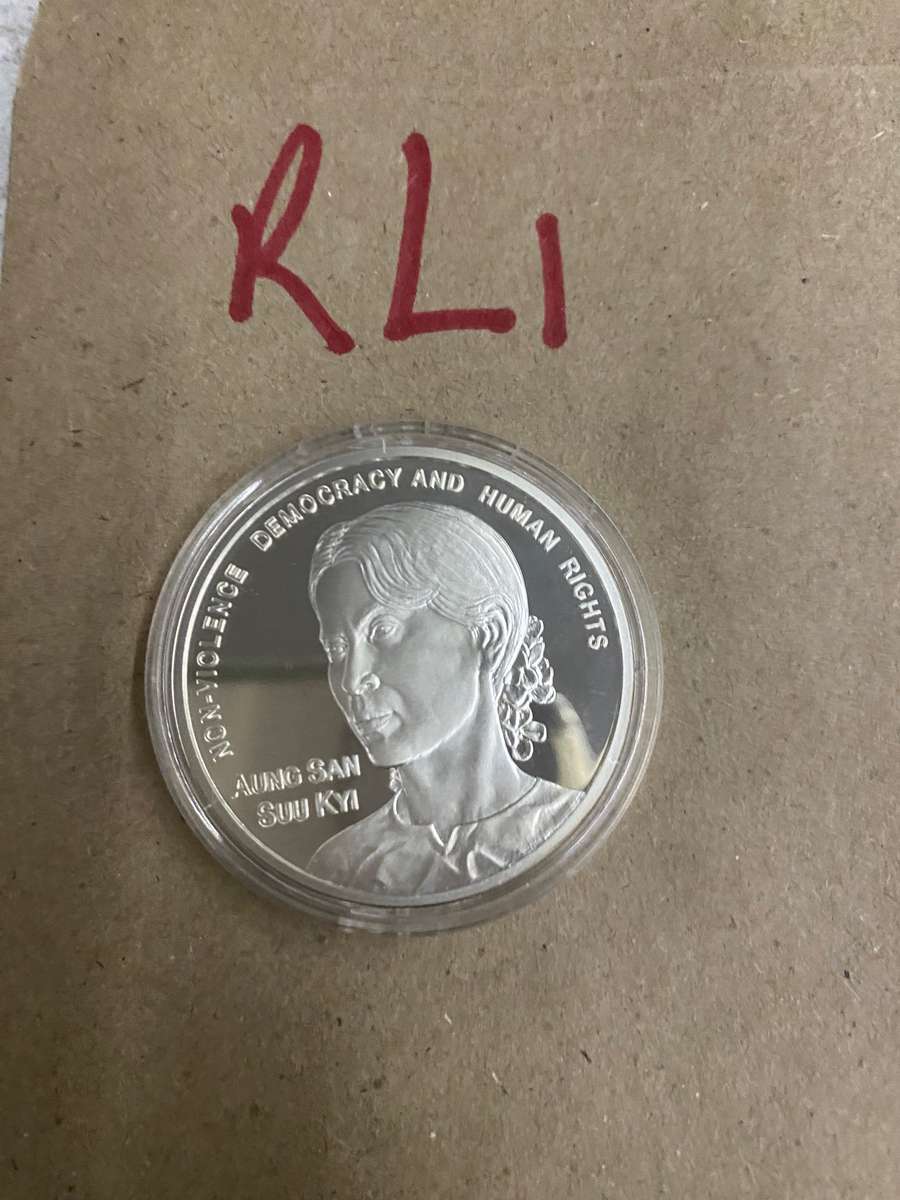 RL1
NON-VIOLENCE DEMOCRACY AND HUMAN RIGHTS
AUNG SAN
SUU KYI